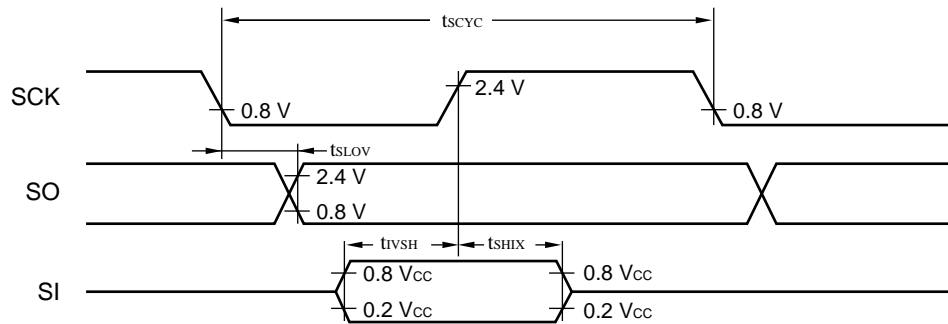 tSCYC
SCK
2.4 V
0.8 V
0.8 V
tSLOV
SO
2.4 V
0.8 V
tIVSH
tSHIX
SI
0.8 VCC
0.8 VCC
0.2 VCC
0.2 VCC